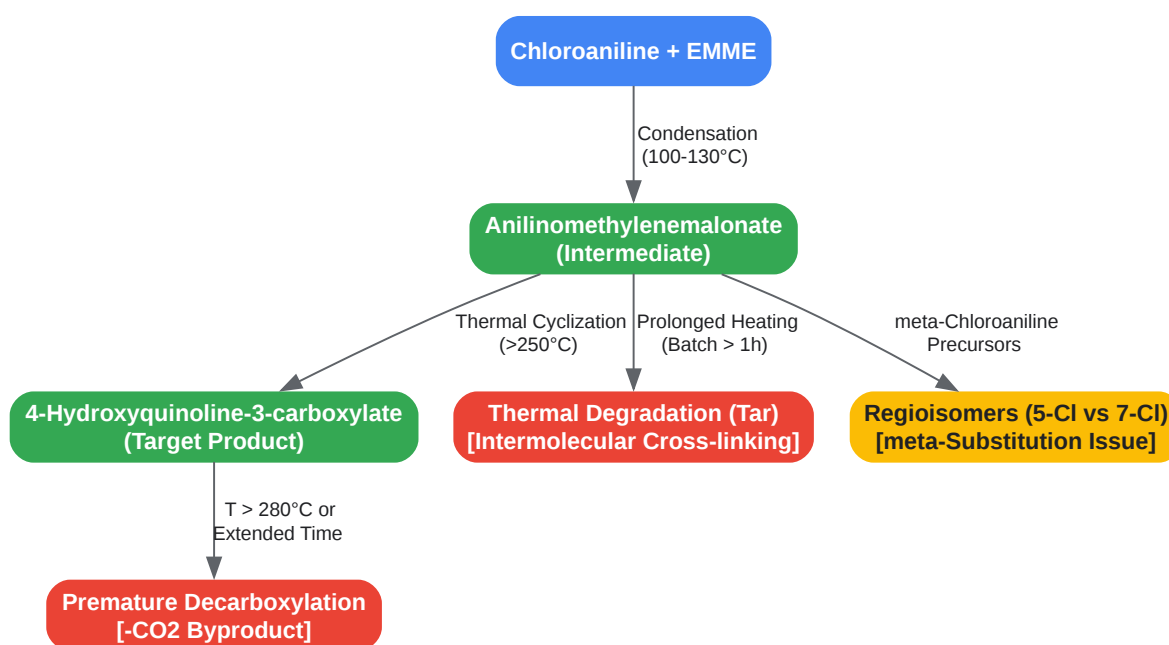 Chloroaniline + EMME
Condensation
(100-130°C)
Anilinomethylenemalonate
(Intermediate)
Thermal Cyclization
(>250°C)
Prolonged Heating
(Batch > 1h)
meta-Chloroaniline
Precursors
4-Hydroxyquinoline-3-carboxylate
(Target Product)
Thermal Degradation (Tar)
[Intermolecular Cross-linking]
Regioisomers (5-Cl vs 7-Cl)
[meta-Substitution Issue]
T > 280°C or
Extended Time
Premature Decarboxylation
[-CO2 Byproduct]